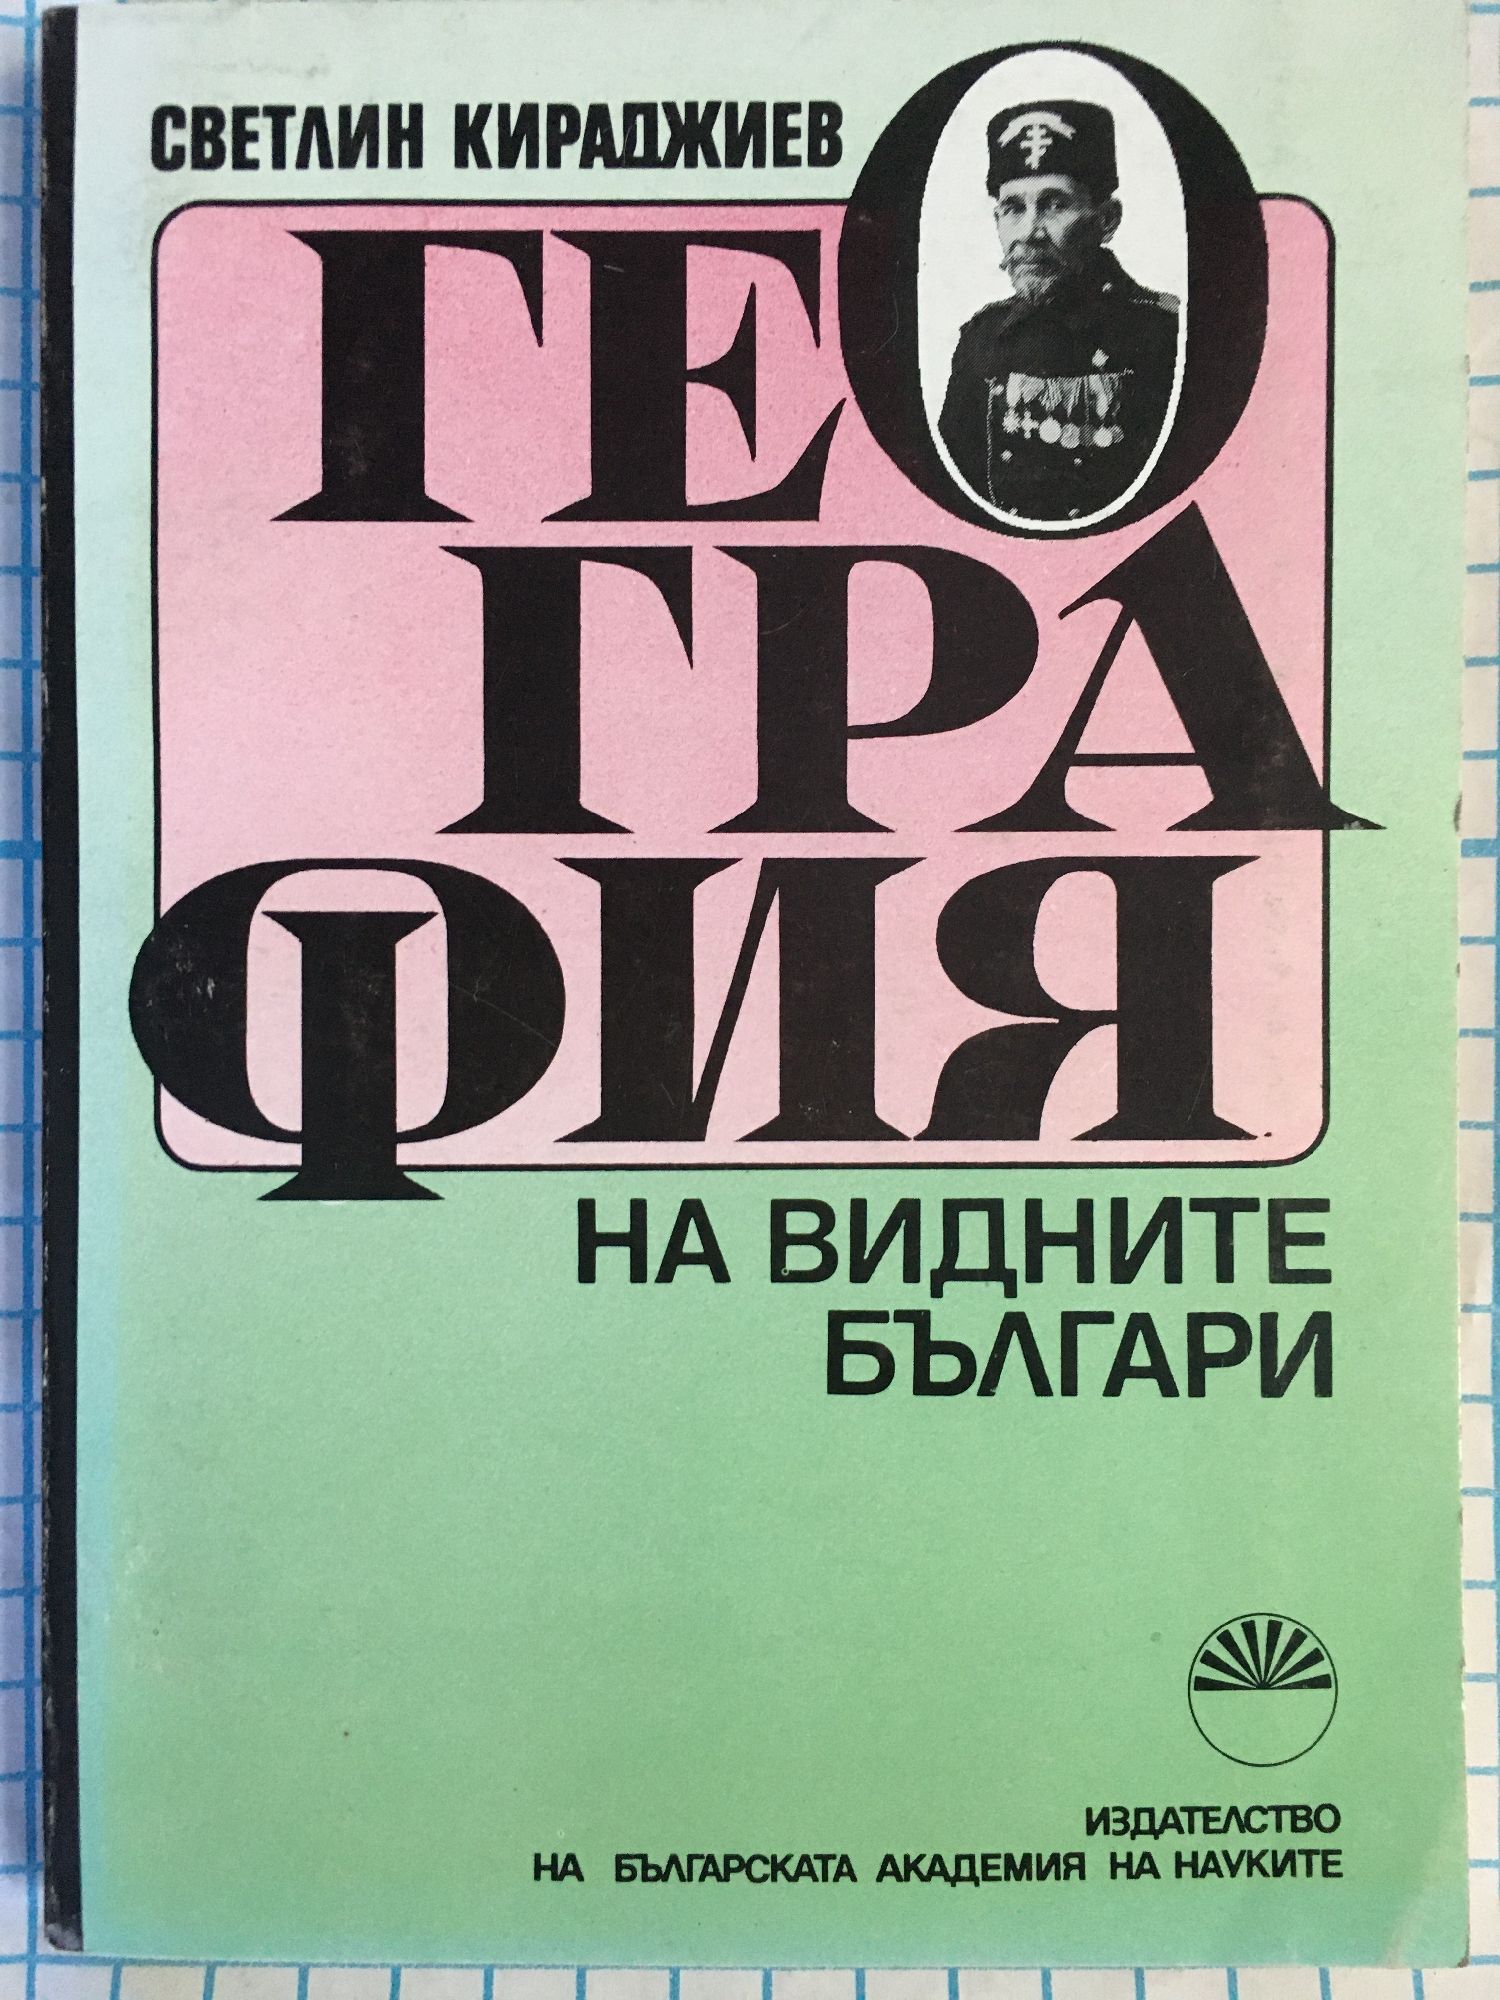 СВЕТЛИН КИРАДЖИЕВ
ГЕО
ГРА
ФИЯ
НА ВИДНИТЕ
БЪЛГАРИ
ИЗДАТЕЛСТВО
НА БЪЛГАРСКАТА АКАДЕМИЯ НА НАУКИТЕ